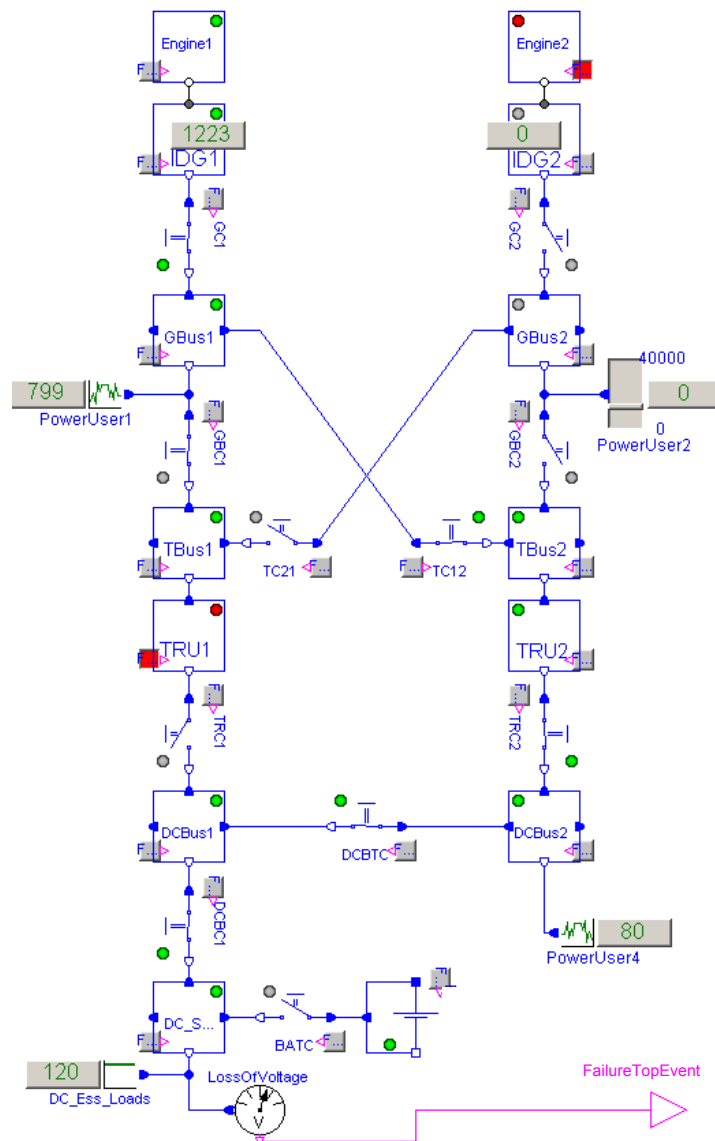 Engine1
Engine2
F...
F...
1223
0
IDG1
IDG2
F...
F...
F...
GC1
F...
GC2
GBus1
GBus2
F...
F...
40000
799
0
PowerUser1
F...
GBC1
F...
GBC2
0
PowerUser2
TBus1
TBus2
F...
TC21
F...
F...
TC12
F...
TRU1
TRU2
F...
F...
F...
TRC1
F...
TRC2
DCBus1
DCBus2
F...
DCBTC
F...
F...
F...
DCBC1
80
PowerUser4
DC_S...
F...
BATC
F...
120
DC_Ess_Loads
LossOfVoltage
V
FailureTopEvent